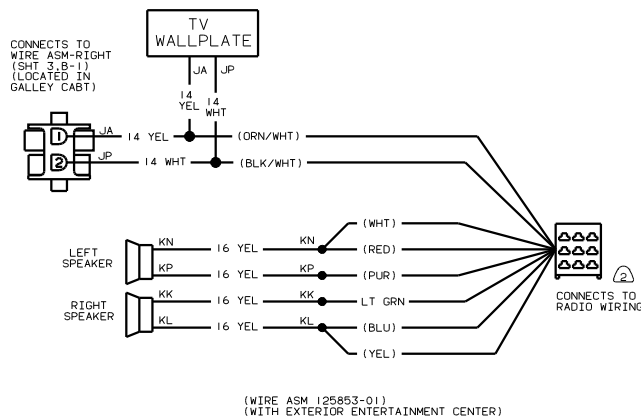 TV
WALLPLATE
CONNECTS TO
WIRE ASM-RIGHT
(SHT 3,B-1)
(LOCATED IN
GALLEY CABT)
JA JP
14
YEL
14
WHT
1 JA 14 YEL (ORN/WHT)
2 JP 14 WHT (BLK/WHT)
(WHT)
LEFT
SPEAKER
KN 16 YEL KN (RED)
KP 16 YEL KP (PUR)
RIGHT
SPEAKER
KK 16 YEL KK LT GRN
KL 16 YEL KL (BLU)
(YEL)
2
CONNECTS TO
RADIO WIRING
(WIRE ASM 125853-01)
(WITH EXTERIOR ENTERTAINMENT CENTER)